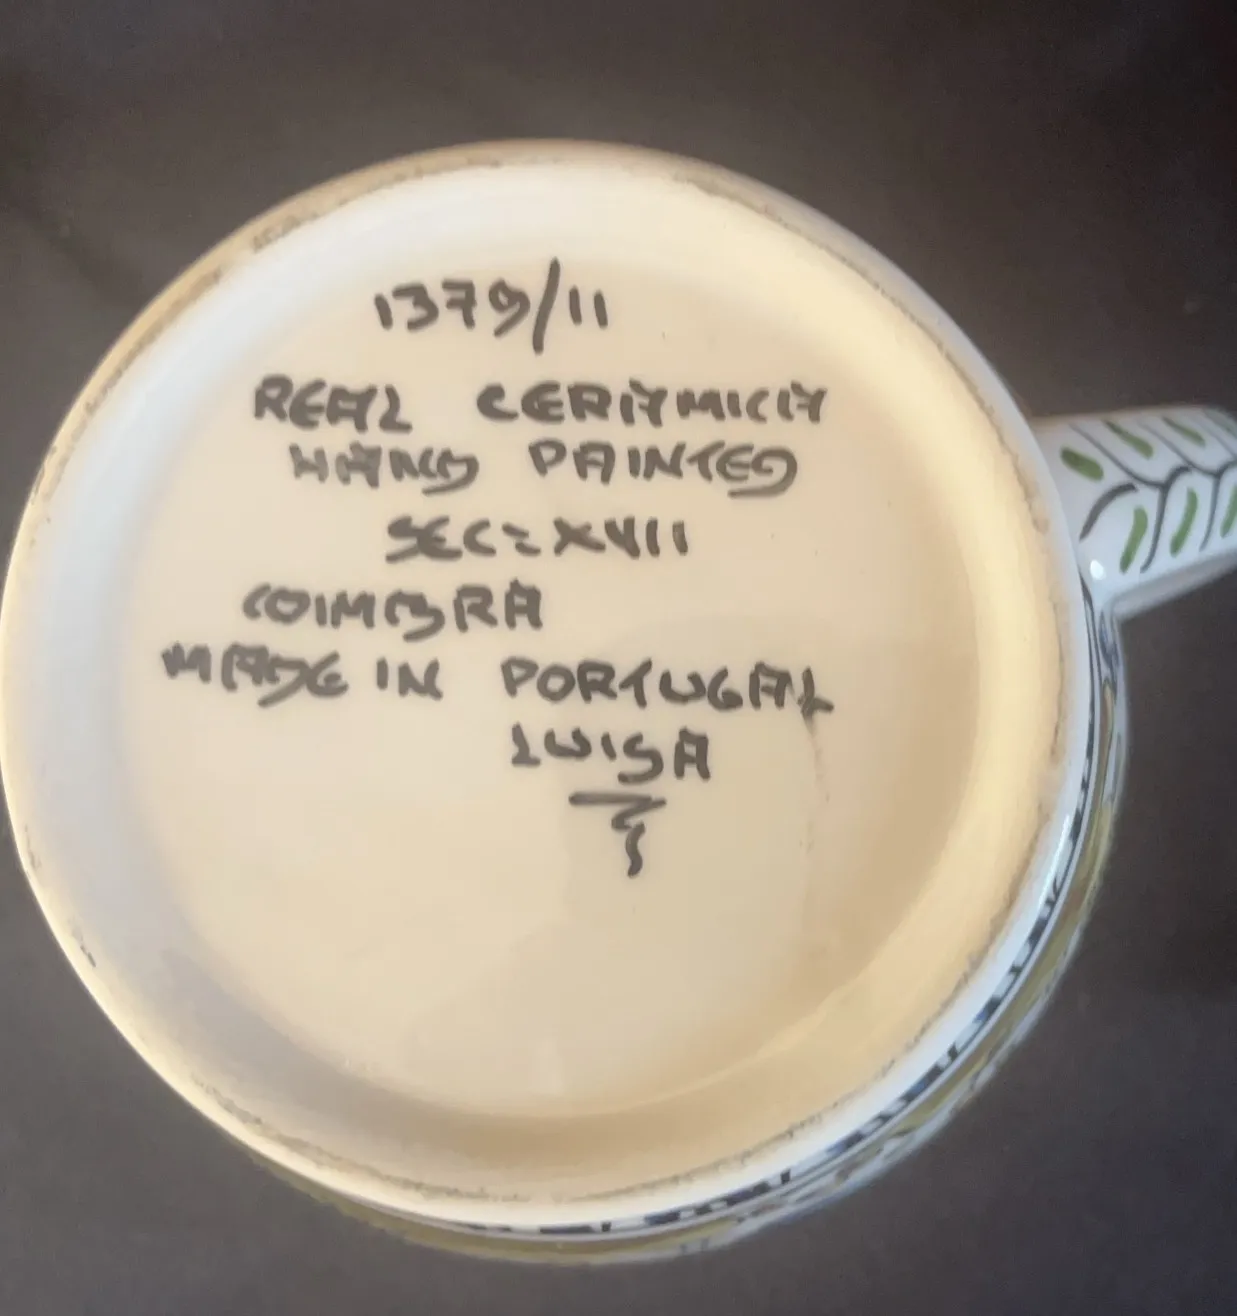 1379/11
REAL CERAMICA
HAND PAINTED
SEC=XVII
COIMBRA
MADE IN PORTUGAL
LUISA